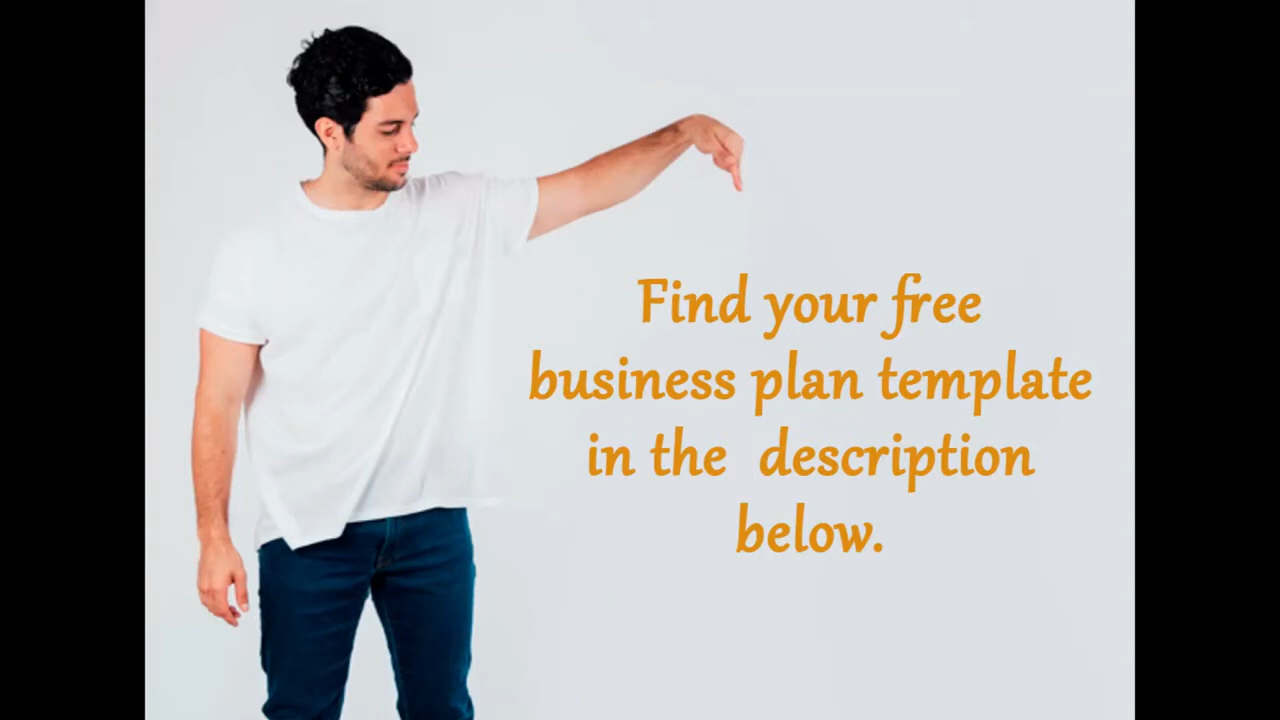 Find your free
business plan template
in the  description
below.